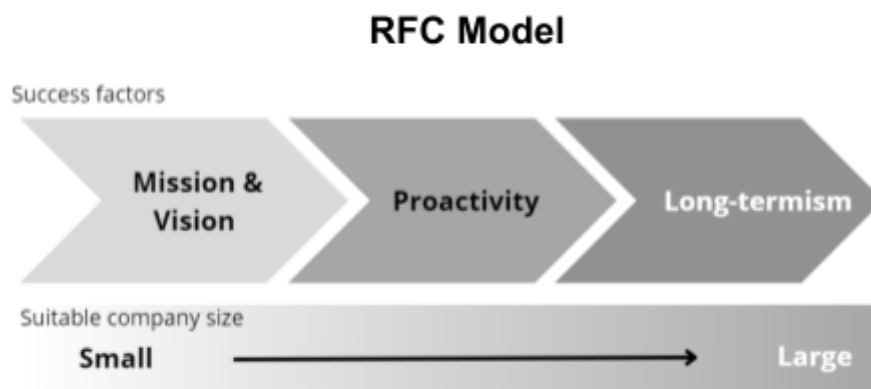 RFC Model
Success factors
Mission &
Vision
Proactivity
Long-termism
Suitable company size
Small
Large